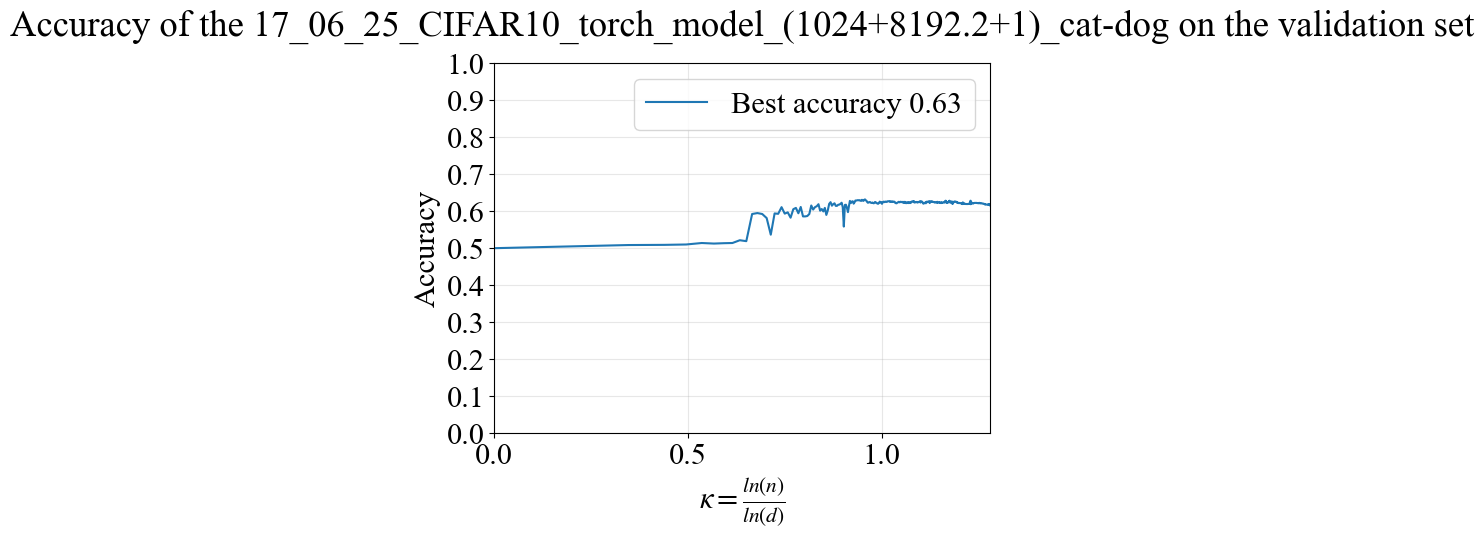 Accuracy of the 17_06_25_CIFAR10_torch_model_(1024+8192.2+1)_cat-dog on the validation set
Best accuracy 0.63
Accuracy
1.0
0.9
0.8
0.7
0.6
0.5
0.4
0.3
0.2
0.1
0.0
0.0 0.5 1.0
κ = ln(n) / ln(d)